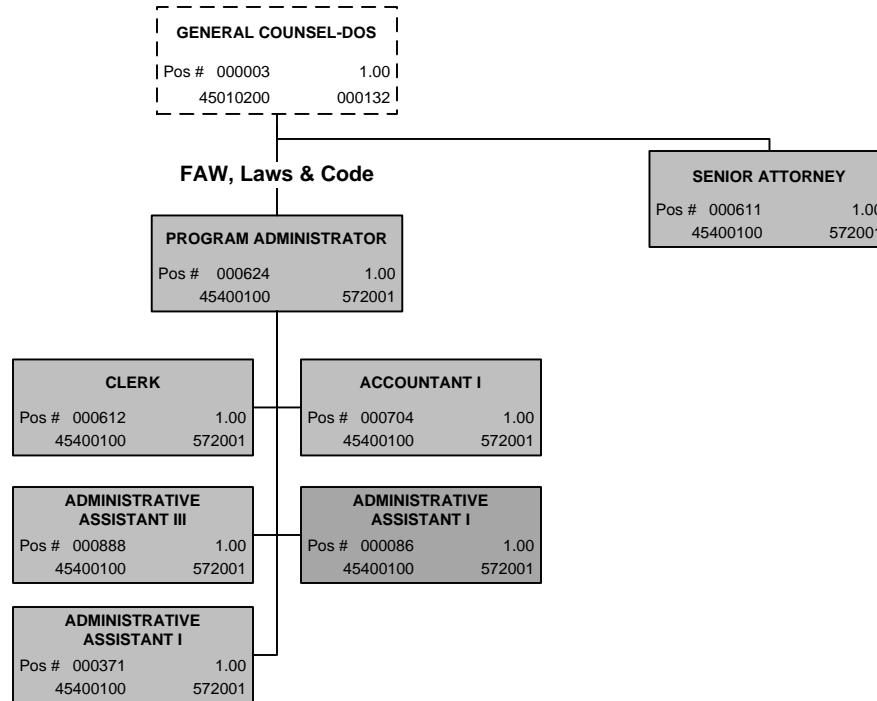 GENERAL COUNSEL-DOS
Pos # 000003 1.00
45010200 000132
FAW, Laws & Code
SENIOR ATTORNEY
Pos # 000611 1.00
45400100 572001
PROGRAM ADMINISTRATOR
Pos # 000624 1.00
45400100 572001
CLERK
Pos # 000612 1.00
45400100 572001
ACCOUNTANT I
Pos # 000704 1.00
45400100 572001
ADMINISTRATIVE
ASSISTANT III
Pos # 000888 1.00
45400100 572001
ADMINISTRATIVE
ASSISTANT I
Pos # 000086 1.00
45400100 572001
ADMINISTRATIVE
ASSISTANT I
Pos # 000371 1.00
45400100 572001